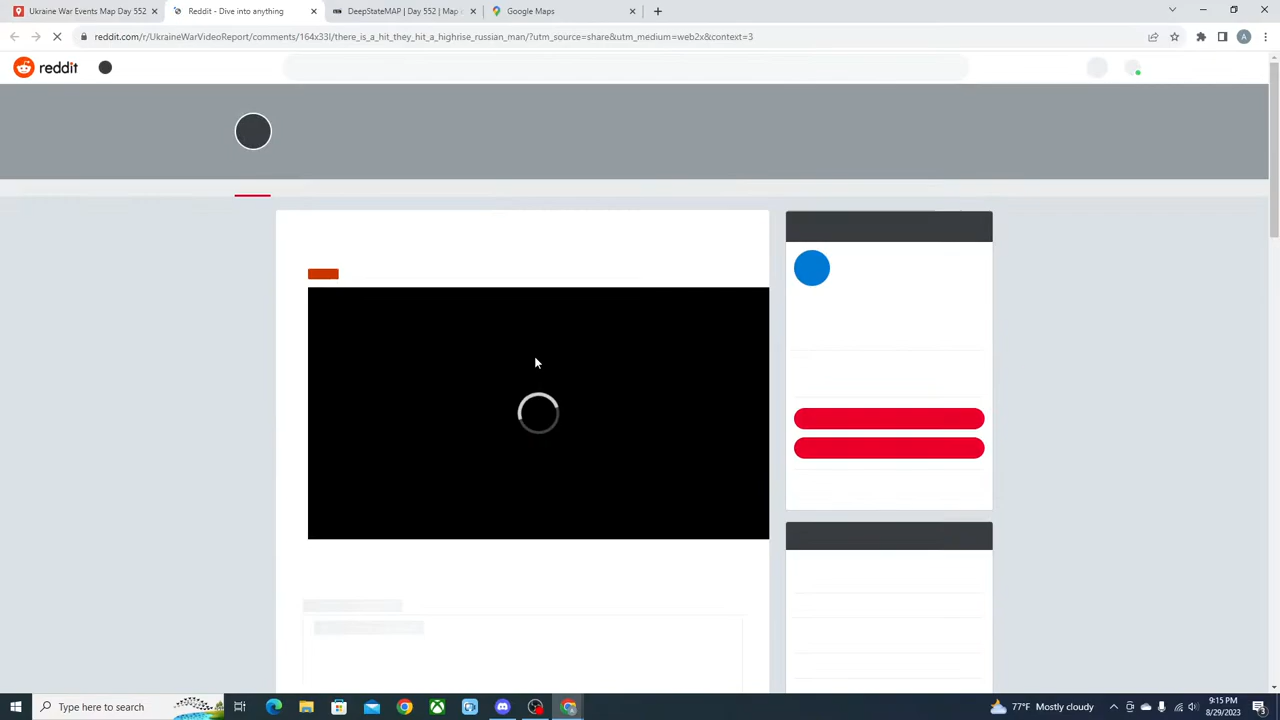 Ukraine War Events Map Day 552
Reddit - Dive into anything
DeepStateMAP | Day 552 | Map
Google Maps
reddit.com/r/UkraineWarVideoReport/comments/164x33l/there_is_a_hit_they_hit_a_highrise_russian_man/?utm_source=share&utm_medium=web2x&context=3
A
reddit
Type here to search
77°F Mostly cloudy
9:15 PM
8/29/2023
3